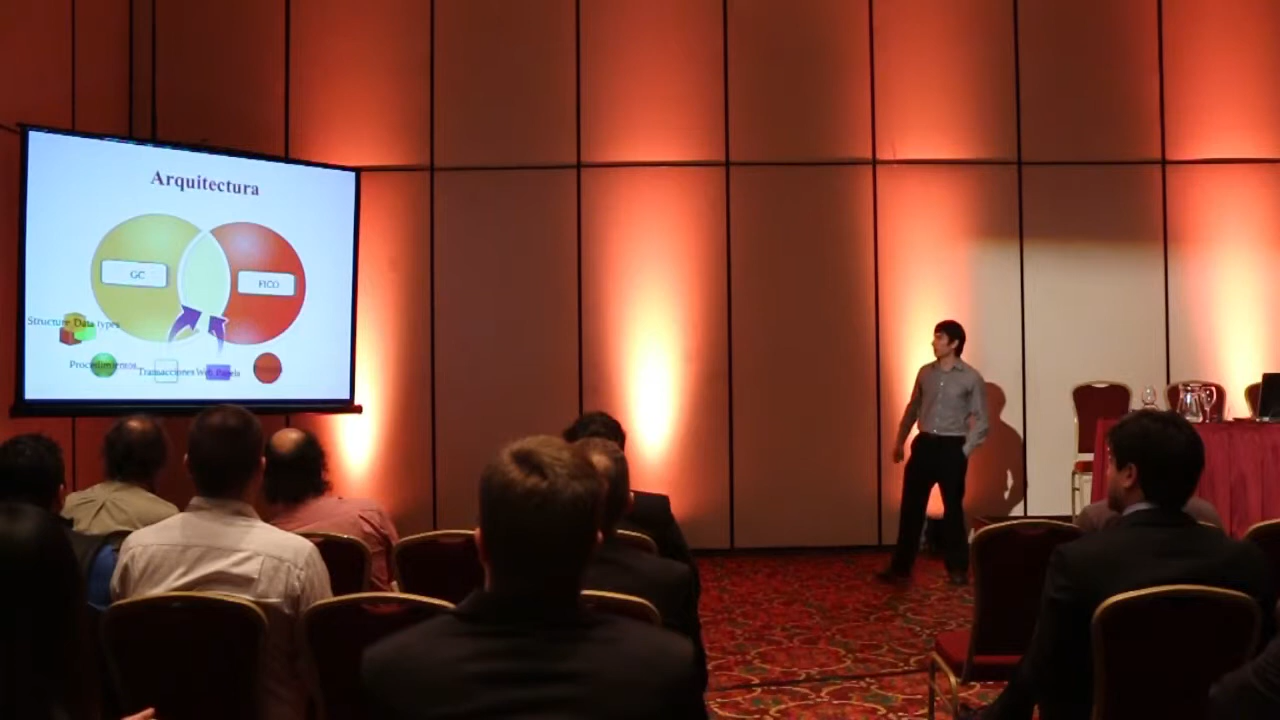 Arquitectura
GC
FICO
Structure Data types
Procedimientos
Transacciones
Web Panels